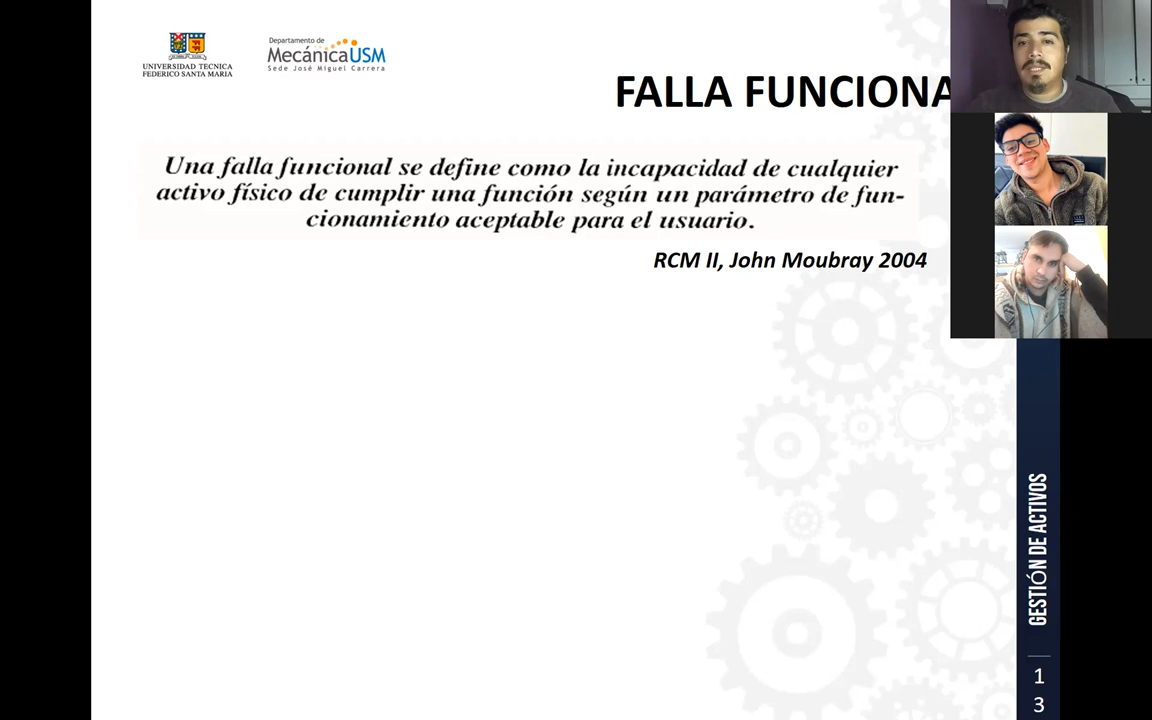 UNIVERSIDAD TECNICA
FEDERICO SANTA MARIA
Departamento de
MecánicaUSM
Sede José Miguel Carrera
FALLA FUNCIONA
Una falla funcional se define como la incapacidad de cualquier
activo físico de cumplir una función según un parámetro de fun-
cionamiento aceptable para el usuario.
RCM II, John Moubray 2004
GESTIÓN DE ACTIVOS
1
3